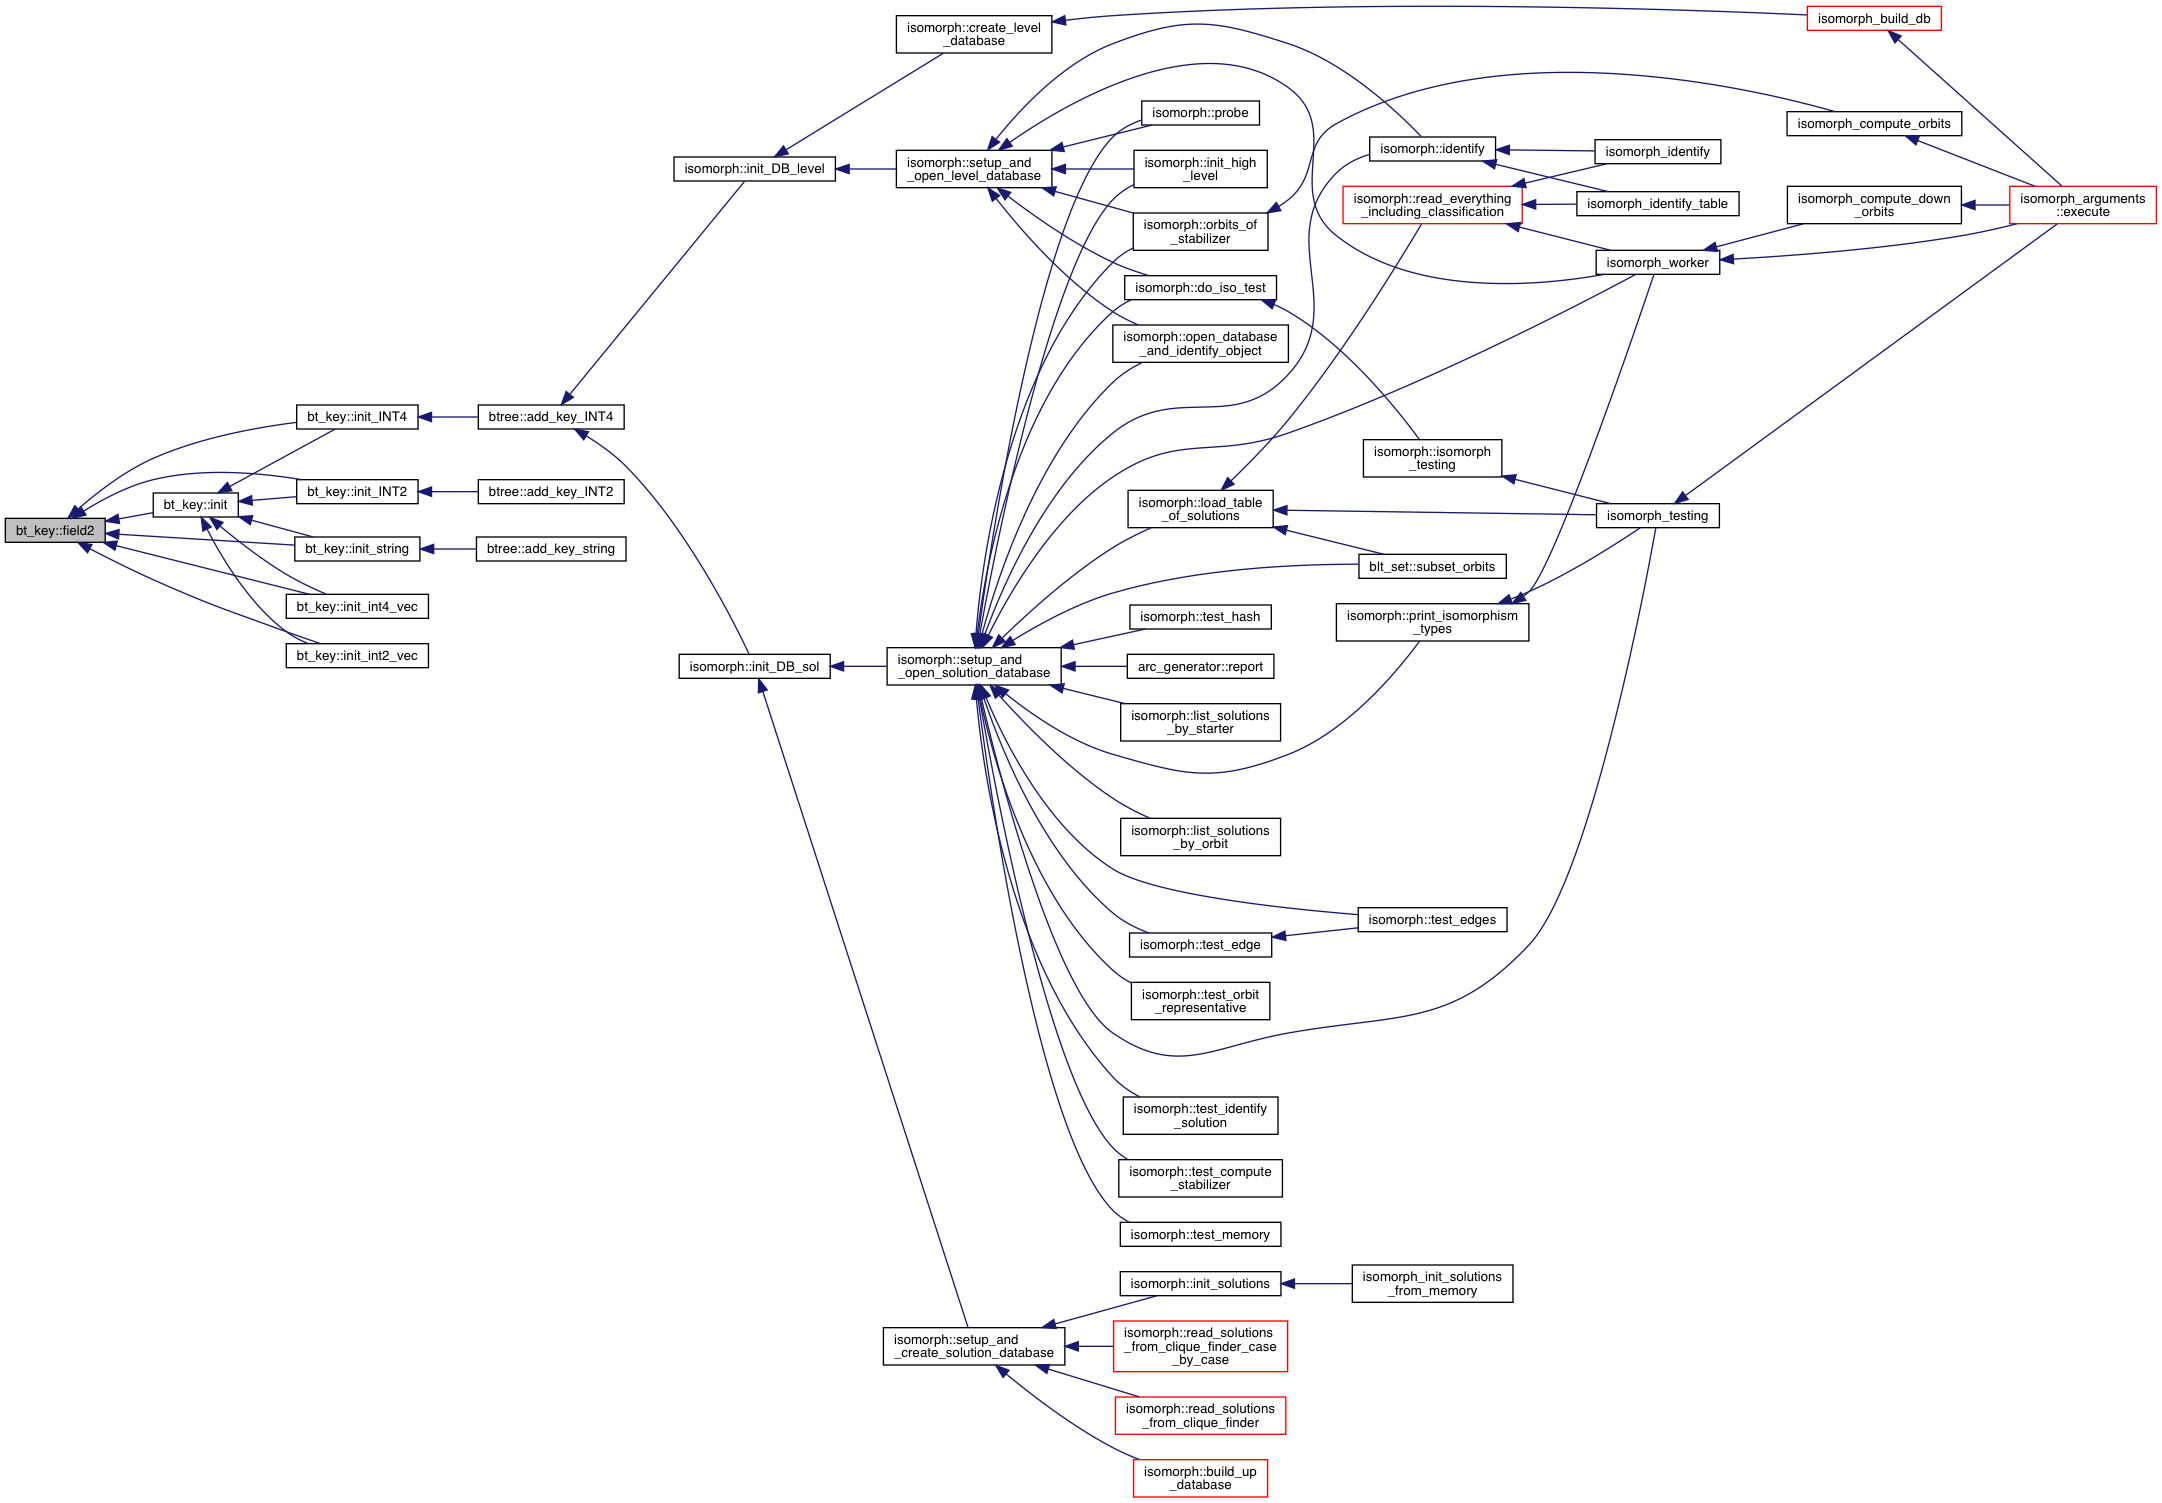 bt_key::field2
bt_key::init
bt_key::init_INT4
bt_key::init_INT2
bt_key::init_string
bt_key::init_int4_vec
bt_key::init_int2_vec
btree::add_key_INT4
btree::add_key_INT2
btree::add_key_string
isomorph::init_DB_level
isomorph::init_DB_sol
isomorph::create_level
_database
isomorph::setup_and
_open_level_database
isomorph::setup_and
_open_solution_database
isomorph::setup_and
_create_solution_database
isomorph::probe
isomorph::init_high
_level
isomorph::orbits_of
_stabilizer
isomorph::do_iso_test
isomorph::open_database
_and_identify_object
isomorph::load_table
_of_solutions
isomorph::test_hash
arc_generator::report
isomorph::list_solutions
_by_starter
isomorph::list_solutions
_by_orbit
isomorph::test_edge
isomorph::test_orbit
_representative
isomorph::test_identify
_solution
isomorph::test_compute
_stabilizer
isomorph::test_memory
isomorph::init_solutions
isomorph::read_solutions
_from_clique_finder_case
_by_case
isomorph::read_solutions
_from_clique_finder
isomorph::build_up
_database
isomorph::identify
isomorph::read_everything
_including_classification
isomorph::isomorph
_testing
blt_set::subset_orbits
isomorph::print_isomorphism
_types
isomorph::test_edges
isomorph_init_solutions
_from_memory
isomorph_identify
isomorph_identify_table
isomorph_worker
isomorph_testing
isomorph_build_db
isomorph_compute_orbits
isomorph_compute_down
_orbits
isomorph_arguments
::execute